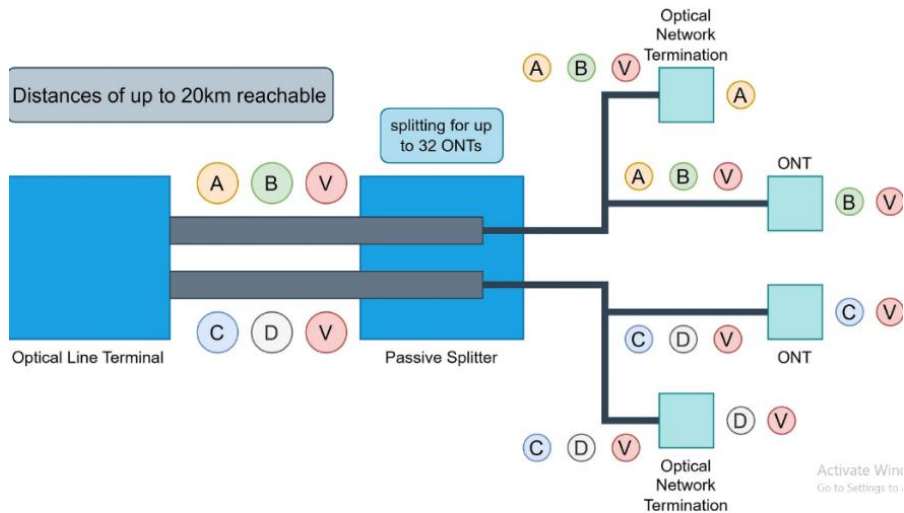 Optical
Network
Termination
A B V
A
Distances of up to 20km reachable
splitting for up
to 32 ONTs
A B V
A B V
ONT
B V
C D V
C D V
C V
ONT
Optical Line Terminal
Passive Splitter
D V
C D V
Optical
Network
Termination
Activate Wind
Go to Settings to